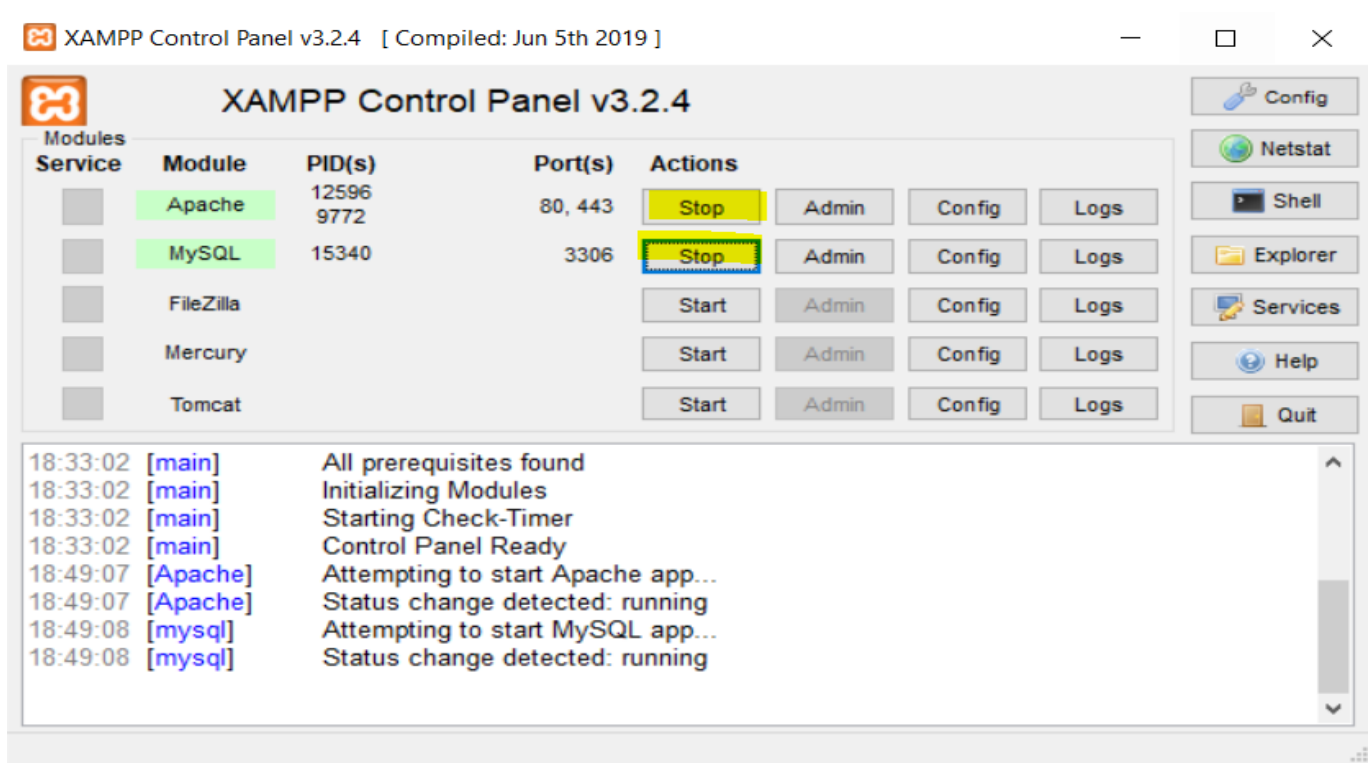 XAMPP Control Panel v3.2.4 [ Compiled: Jun 5th 2019 ]
XAMPP Control Panel v3.2.4
Config
Modules
Service Module PID(s) Port(s) Actions
Netstat
Apache 12596 9772 80, 443 Stop Admin Config Logs
Shell
MySQL 15340 3306 Stop Admin Config Logs
Explorer
FileZilla Start Admin Config Logs
Services
Mercury Start Admin Config Logs
Help
Tomcat Start Admin Config Logs
Quit
18:33:02 [main] All prerequisites found
18:33:02 [main] Initializing Modules
18:33:02 [main] Starting Check-Timer
18:33:02 [main] Control Panel Ready
18:49:07 [Apache] Attempting to start Apache app...
18:49:07 [Apache] Status change detected: running
18:49:08 [mysql] Attempting to start MySQL app...
18:49:08 [mysql] Status change detected: running